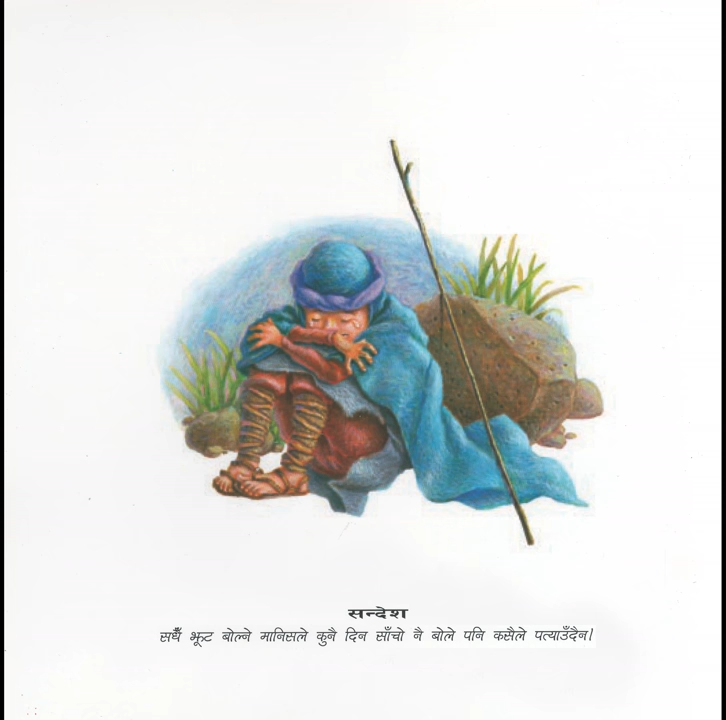 सन्देश
सधैँ झूट बोल्ने मानिसले कुनै दिन साँचो नै बोले पनि कसैले पत्याउँदैन।